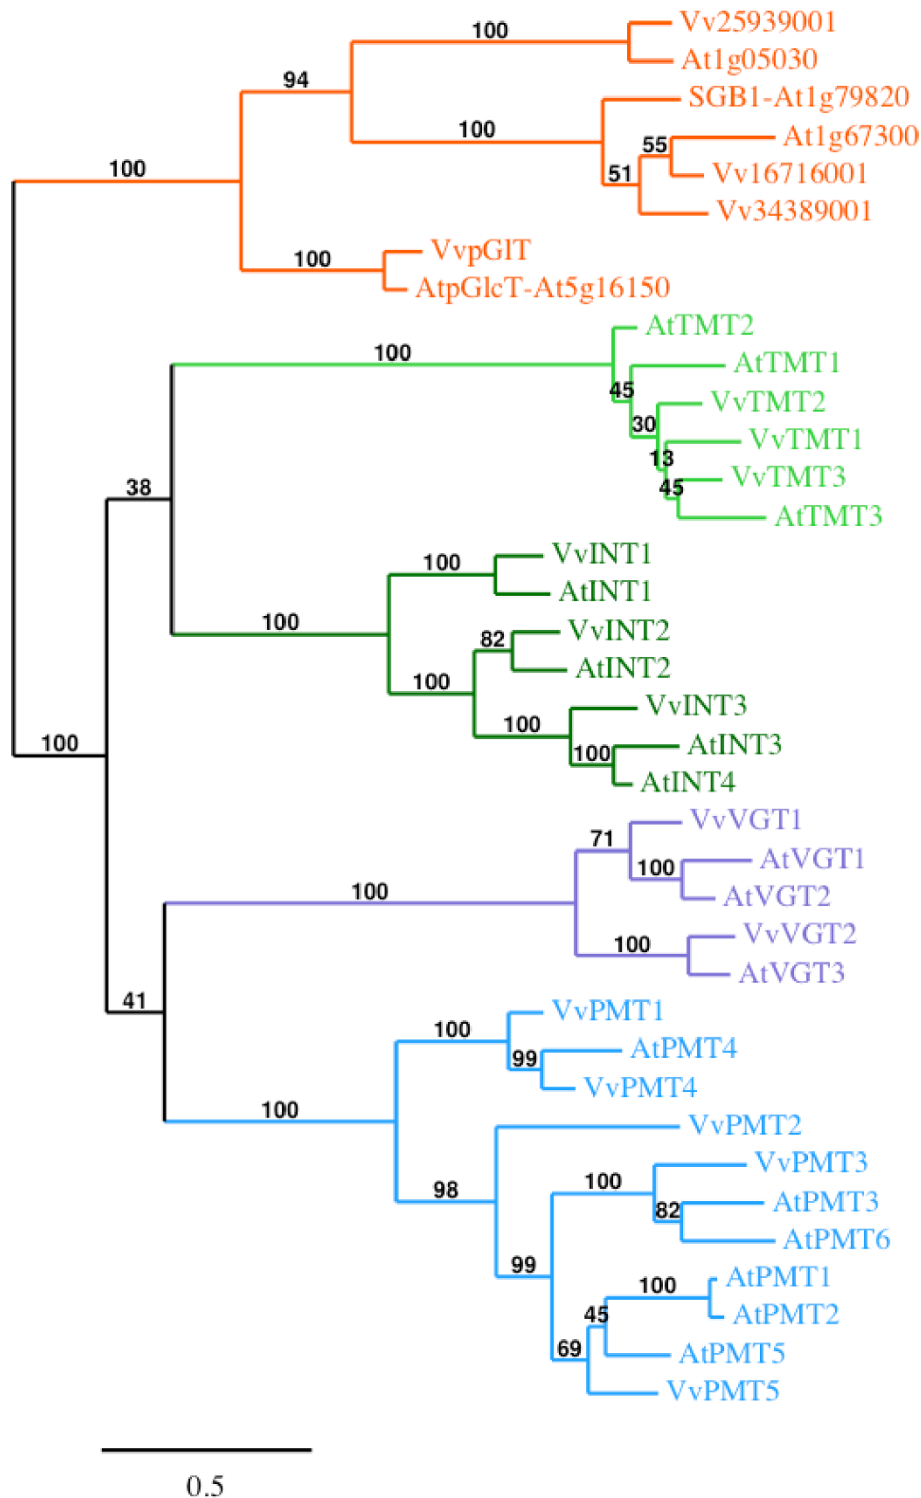 100
Vv25939001
At1g05030
94
SGB1-At1g79820
100
At1g67300
55
Vv16716001
51
100
Vv34389001
VvpGlT
100
AtpGlcT-At5g16150
AtTMT2
100
AtTMT1
45
VvTMT2
30
VvTMT1
13
VvTMT3
45
38
AtTMT3
VvINT1
100
AtINT1
100
VvINT2
82
AtINT2
100
VvINT3
100
AtINT3
100
100
AtINT4
VvVGT1
71
AtVGT1
100
100
AtVGT2
VvVGT2
100
AtVGT3
41
VvPMT1
100
AtPMT4
99
VvPMT4
100
VvPMT2
VvPMT3
100
98
AtPMT3
82
AtPMT6
99
AtPMT1
100
AtPMT2
45
AtPMT5
69
VvPMT5
0.5